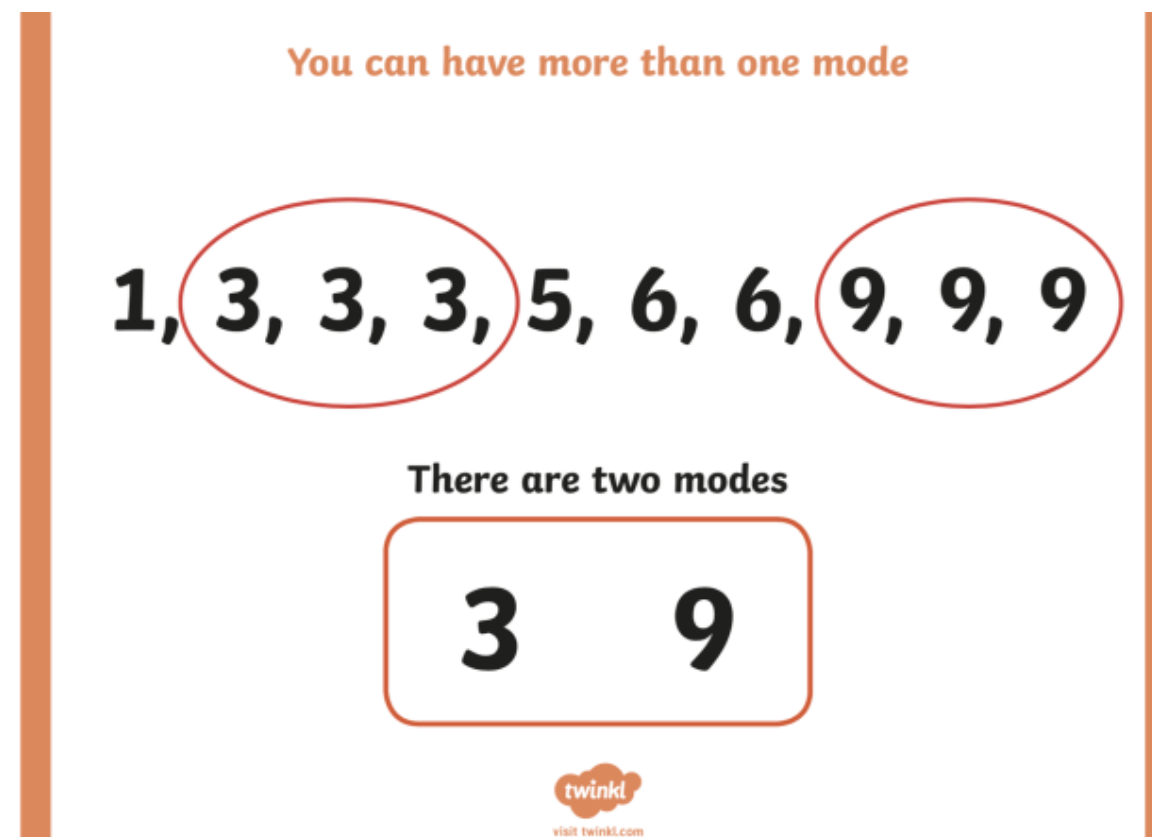 You can have more than one mode
1, 3, 3, 3, 5, 6, 6, 9, 9, 9
There are two modes
3 9
twinkl
visit twinkl.com